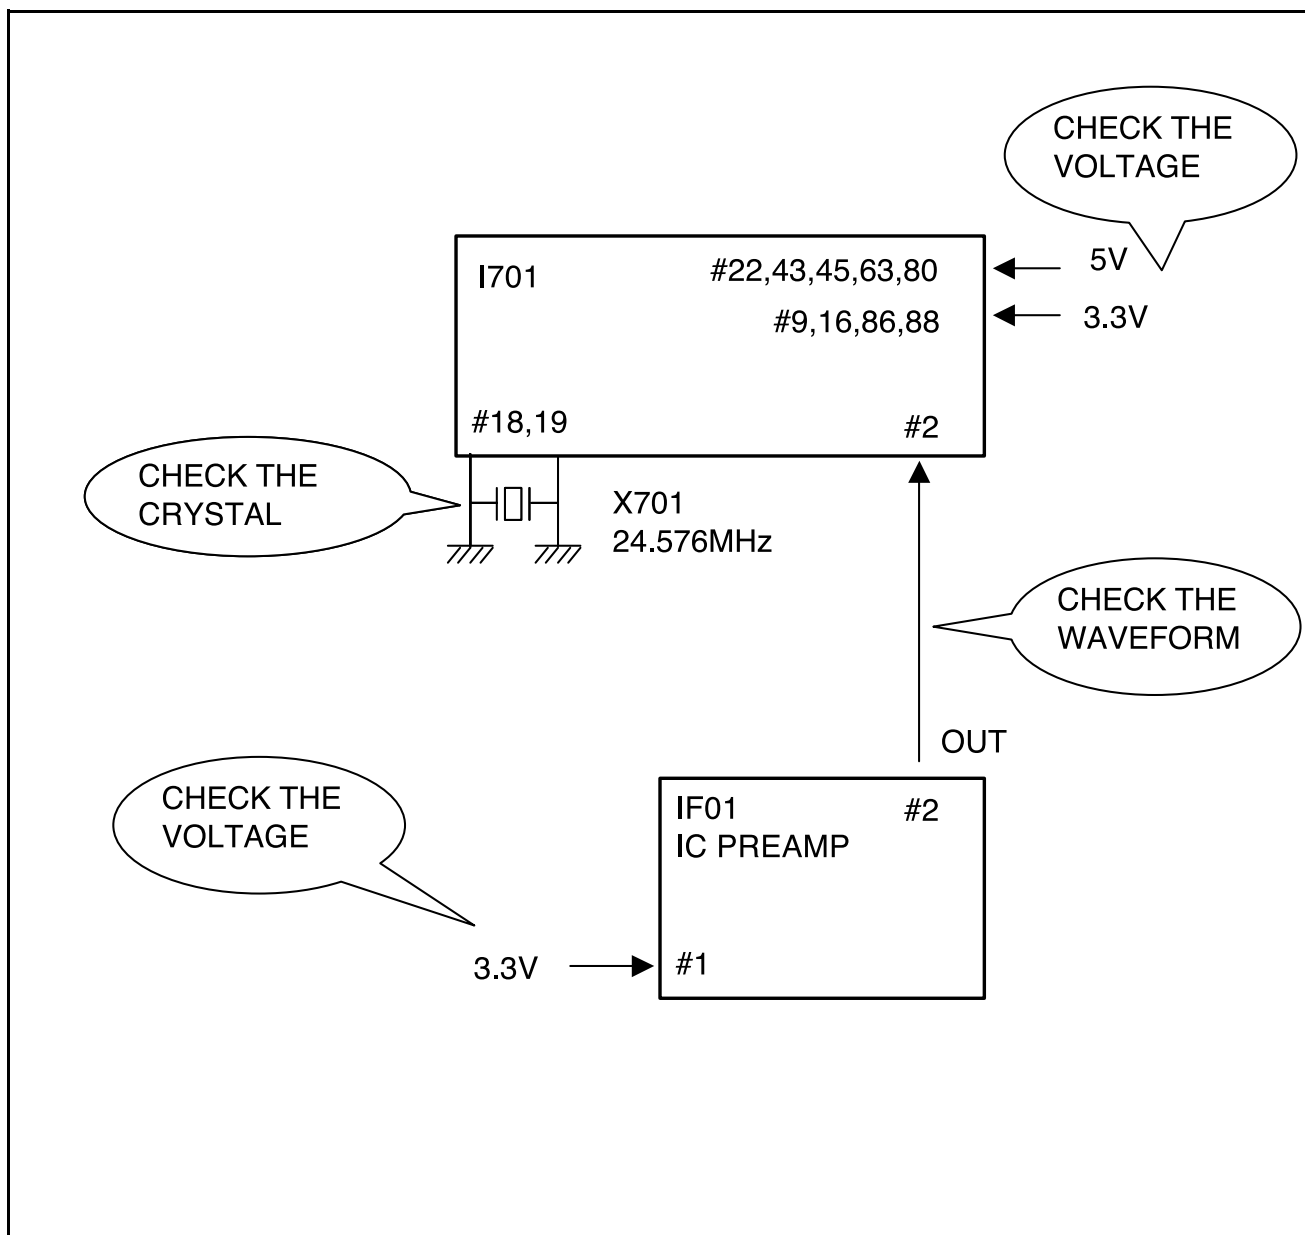 CHECK THE
VOLTAGE
I701
#22,43,45,63,80
5V
#9,16,86,88
3.3V
#18,19
#2
CHECK THE
CRYSTAL
X701
24.576MHz
CHECK THE
WAVEFORM
OUT
CHECK THE
VOLTAGE
IF01
#2
IC PREAMP
3.3V
#1